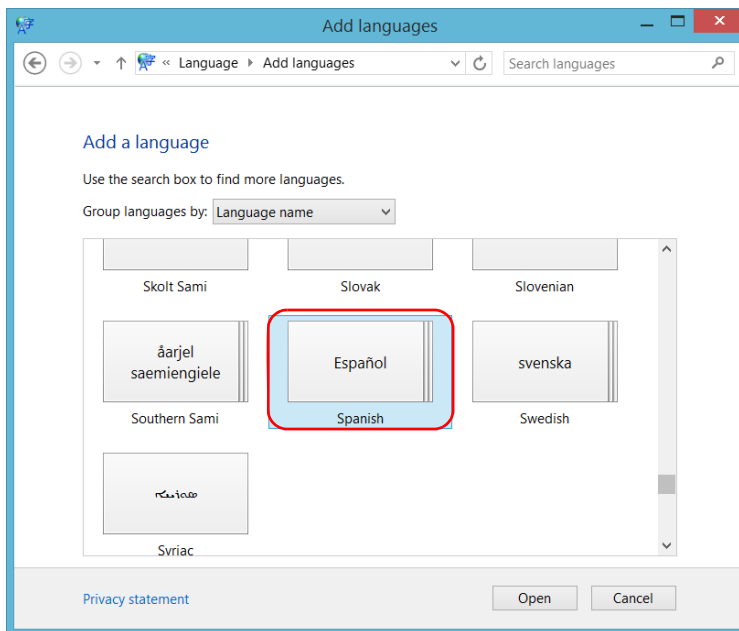 Add languages
« Language Add languages Search languages
Add a language
Use the search box to find more languages.
Group languages by: Language name
Skolt Sami Slovak Slovenian
åarjel
saemiengiele
Español
svenska
Southern Sami Spanish Swedish
ܣܘܪܝܝܐ
Syriac
Privacy statement Open Cancel